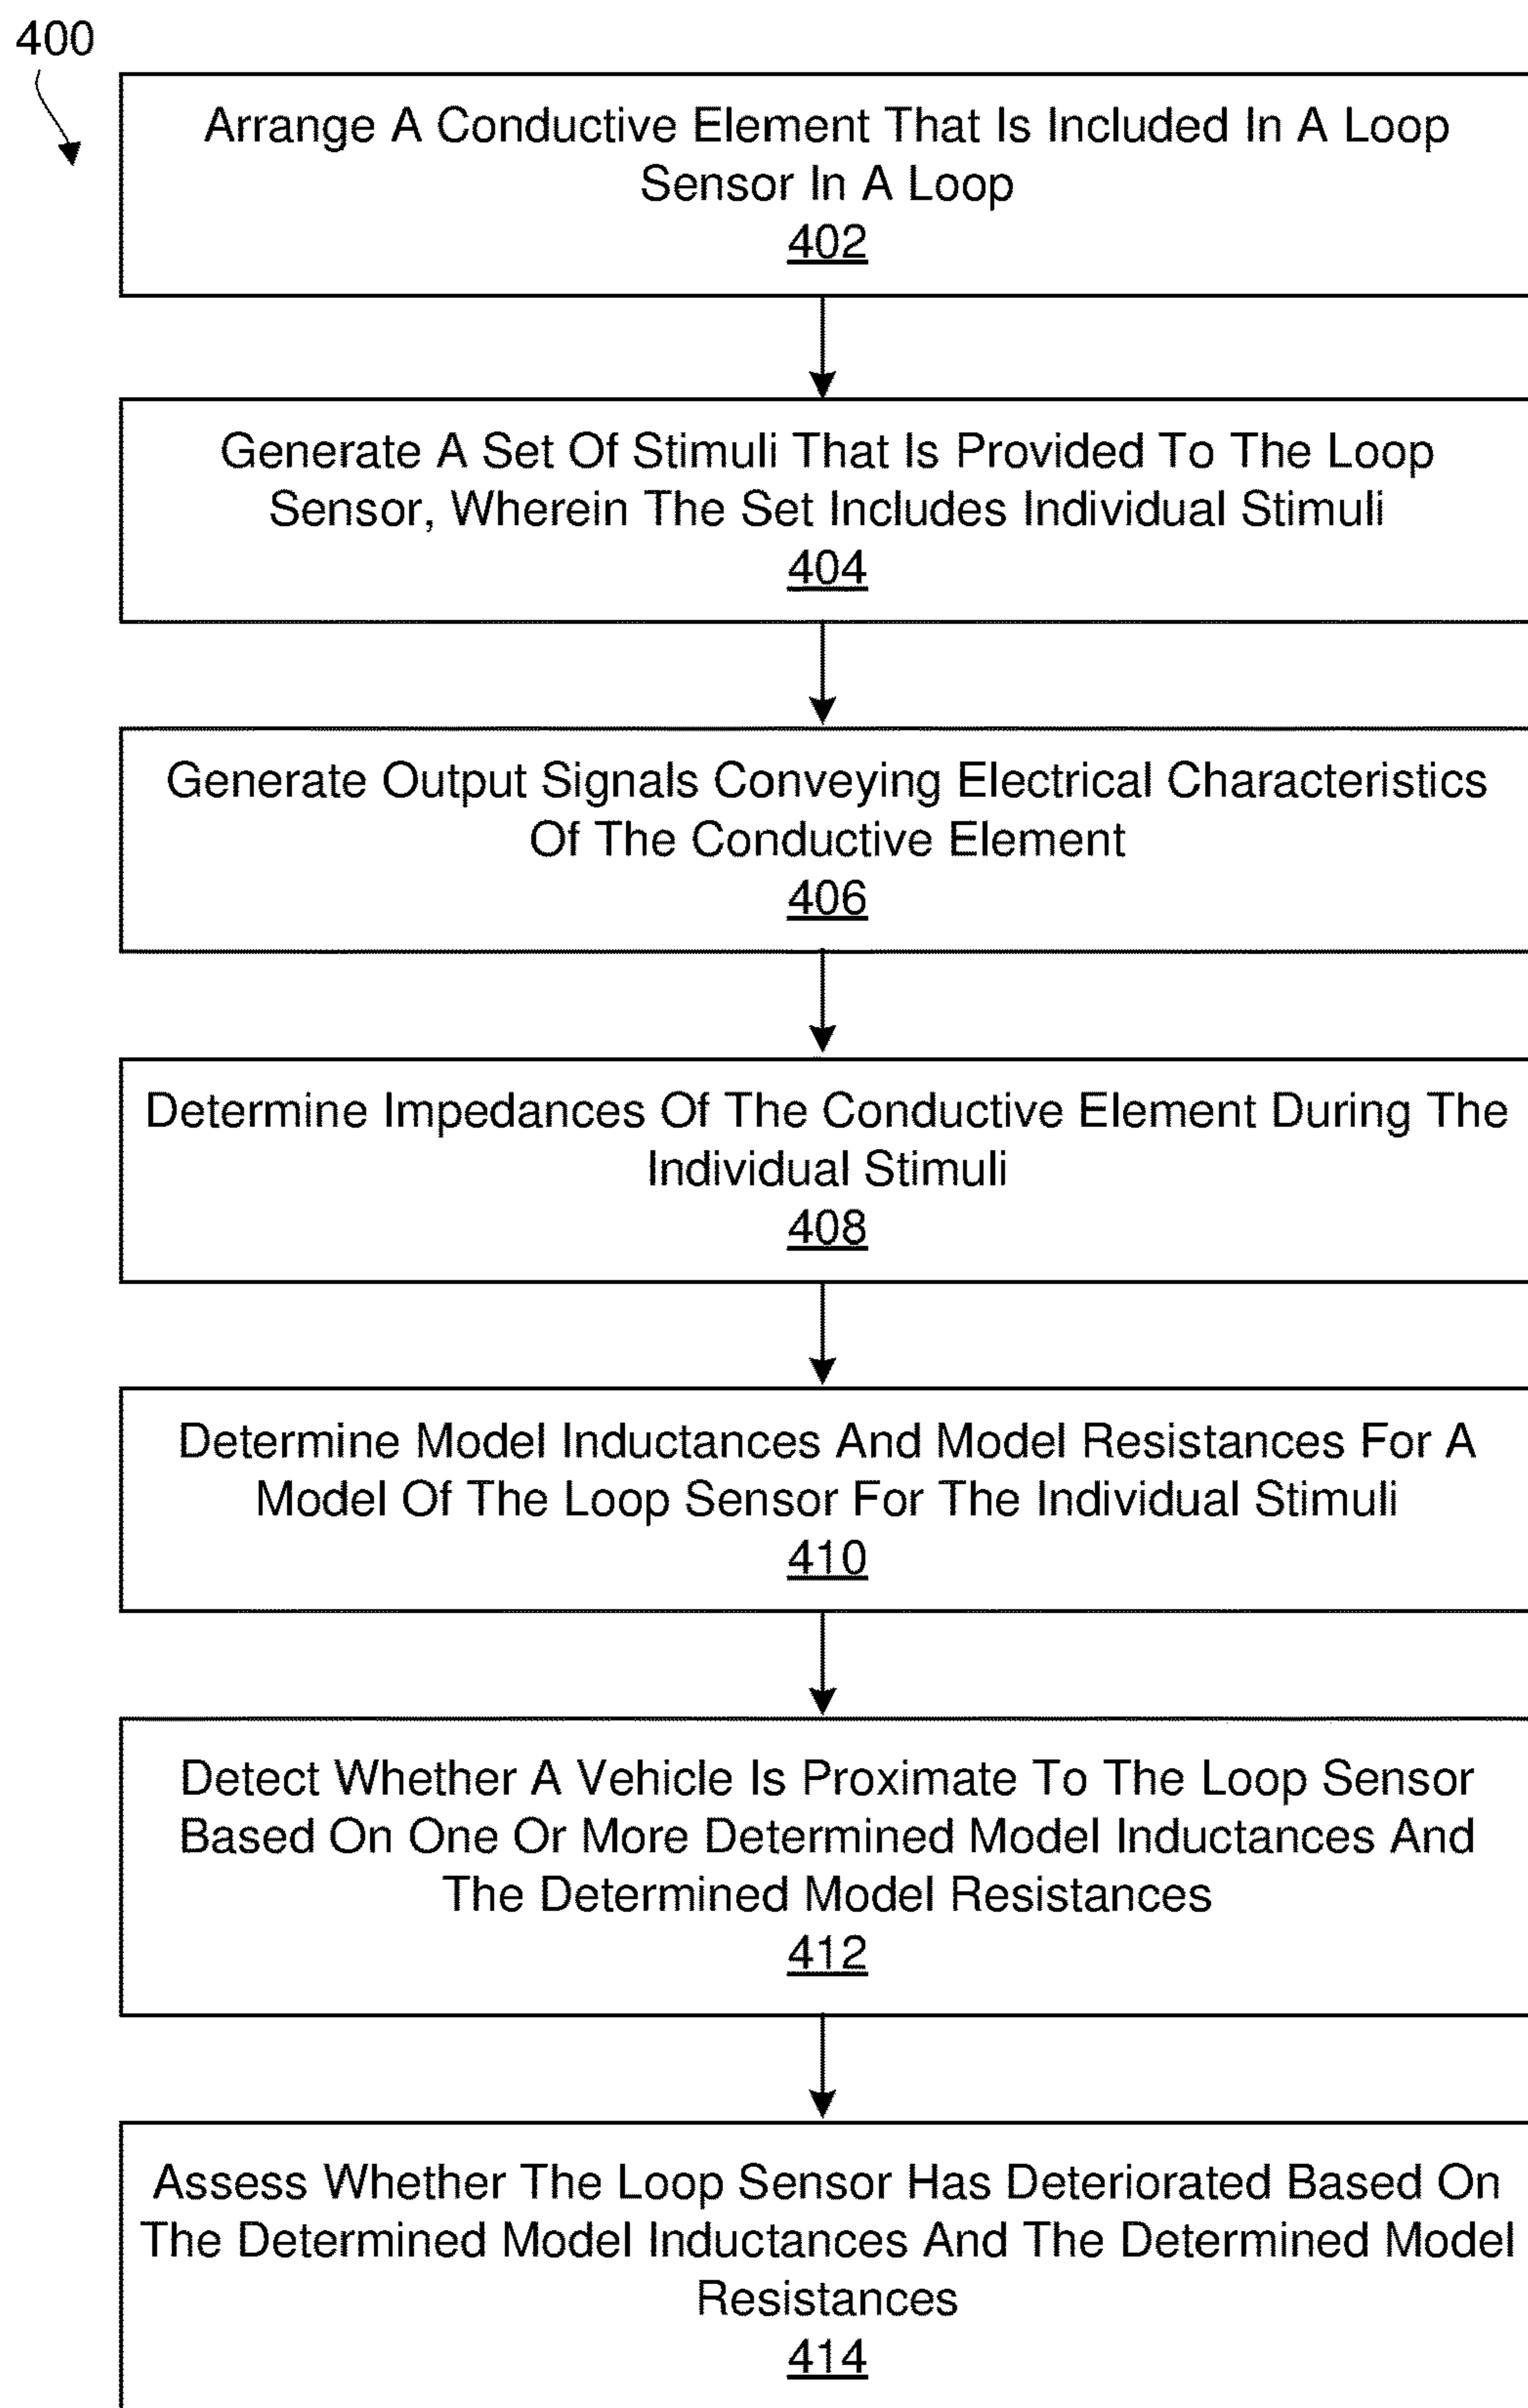 400
Arrange A Conductive Element That Is Included In A Loop
Sensor In A Loop
402
Generate A Set Of Stimuli That Is Provided To The Loop
Sensor, Wherein The Set Includes Individual Stimuli
404
Generate Output Signals Conveying Electrical Characteristics
Of The Conductive Element
406
Determine Impedances Of The Conductive Element During The
Individual Stimuli
408
Determine Model Inductances And Model Resistances For A
Model Of The Loop Sensor For The Individual Stimuli
410
Detect Whether A Vehicle Is Proximate To The Loop Sensor
Based On One Or More Determined Model Inductances And
The Determined Model Resistances
412
Assess Whether The Loop Sensor Has Deteriorated Based On
The Determined Model Inductances And The Determined Model
Resistances
414